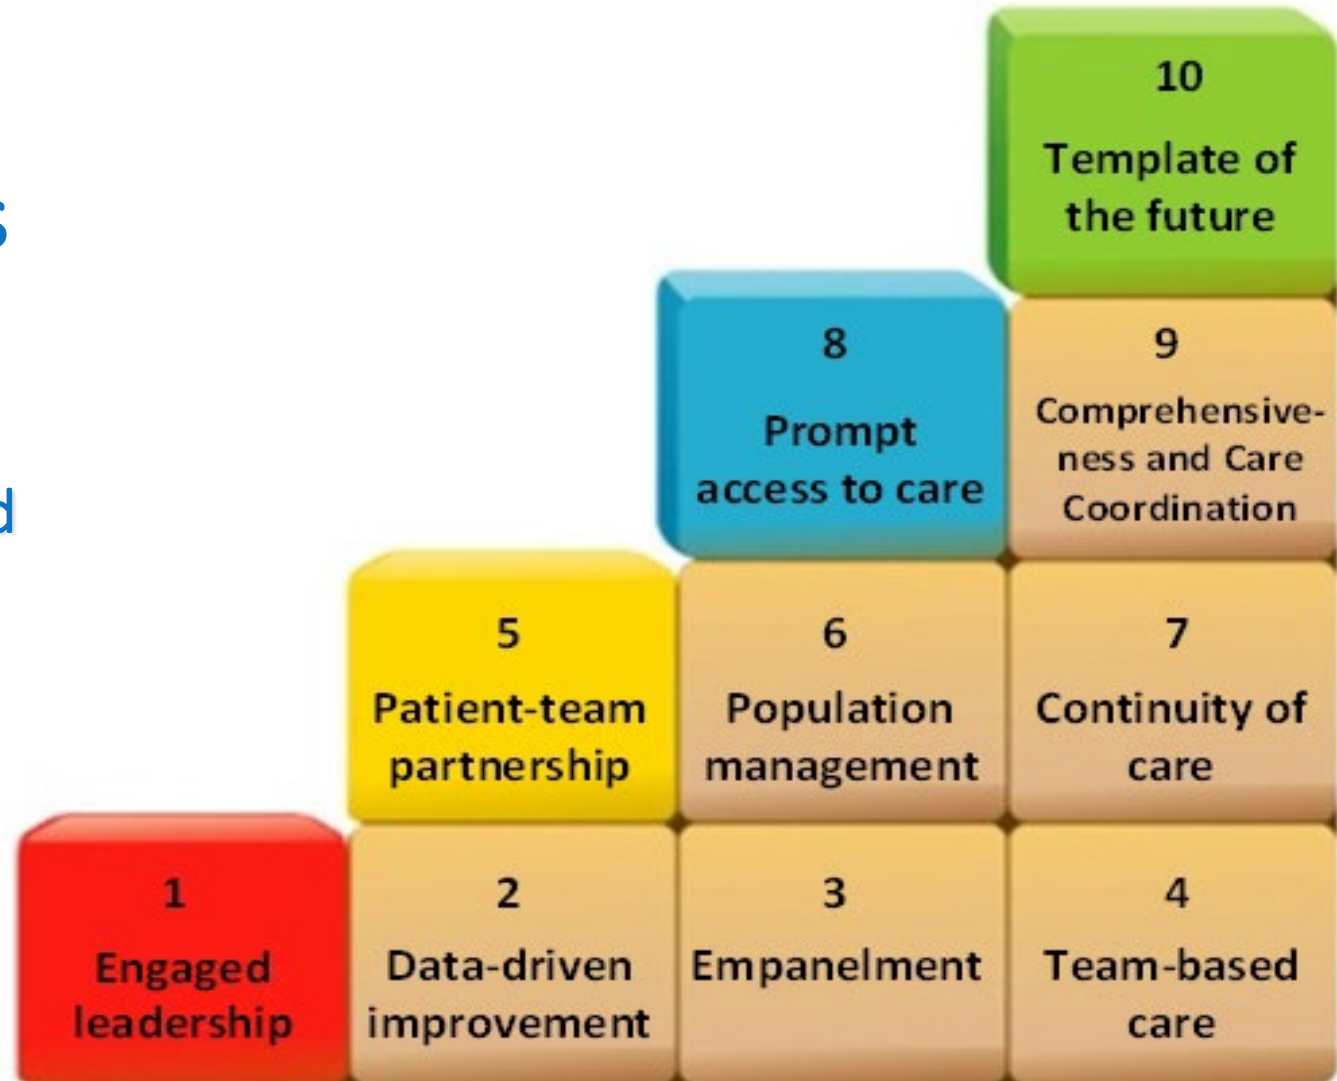 10
Template of
the future
8
Prompt
access to care
9
Comprehensive-
ness and Care
Coordination
5
Patient-team
partnership
6
Population
management
7
Continuity of
care
1
Engaged
leadership
2
Data-driven
improvement
3
Empanelment
4
Team-based
care